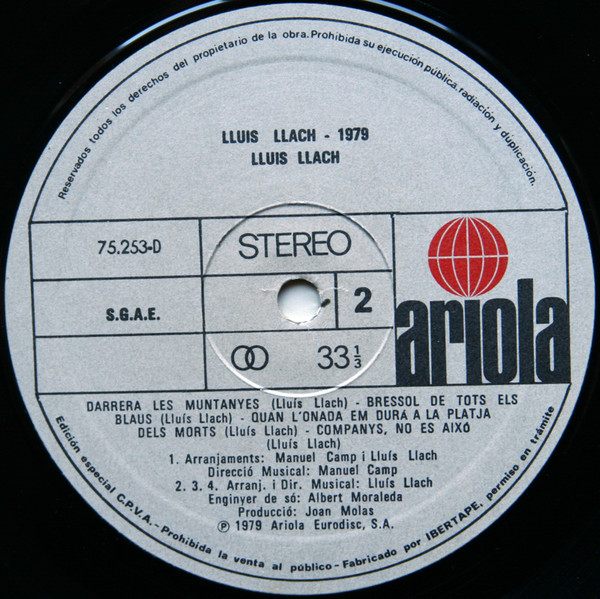 Reservados todos los derechos del propietario de la obra. Prohibida su ejecución pública, radiación y duplicación.
LLUIS LLACH - 1979
LLUIS LLACH
75.253-D
STEREO
S.G.A.E.
2
33 1/3
ariola
DARRERA LES MUNTANYES (Lluís Llach) - BRESSOL DE TOTS ELS
BLAUS (Lluís Llach) - QUAN L'ONADA EM DURÁ A LA PLATJA
DELS MORTS (Lluís Llach) - COMPANYS, NO ES AIXÓ
(Lluís Llach)
1. Arranjaments: Manuel Camp i Lluís Llach
Direcció Musical: Manuel Camp
2. 3. 4. Arranj. i Dir. Musical: Lluís Llach
Enginyer de só: Albert Moraleda
Producció: Joan Molas
℗ 1979 Ariola Eurodisc, S.A.
Edición especial C.P.V.A. - Prohibida la venta al público - Fabricado por IBERTAPE, permiso en trámite